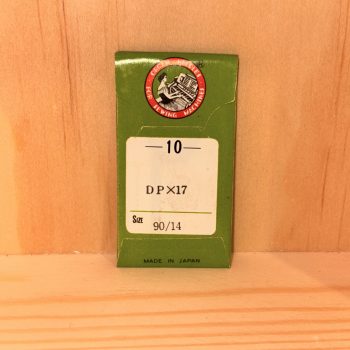 FOR SEWING MACHINES
—10—
DP×17
SIZE 90/14
MADE IN JAPAN